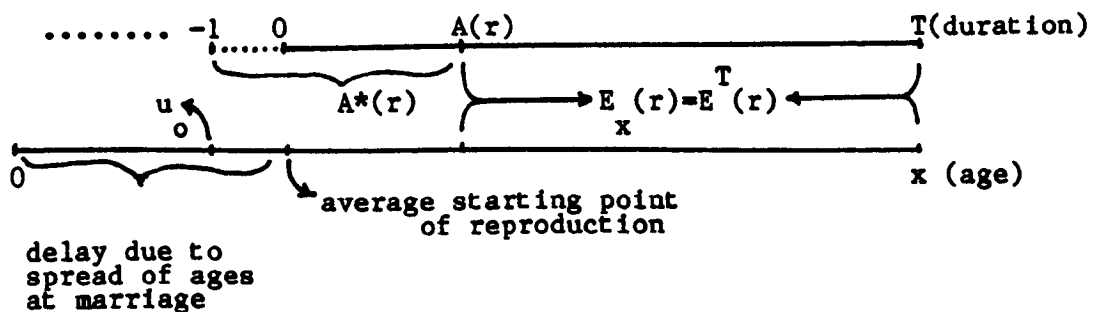 ........ -1 0 A(r) T(duration)
A*(r)
E_x(r)=E^T(r)
u_o
0 x (age)
average starting point
of reproduction
delay due to
spread of ages
at marriage